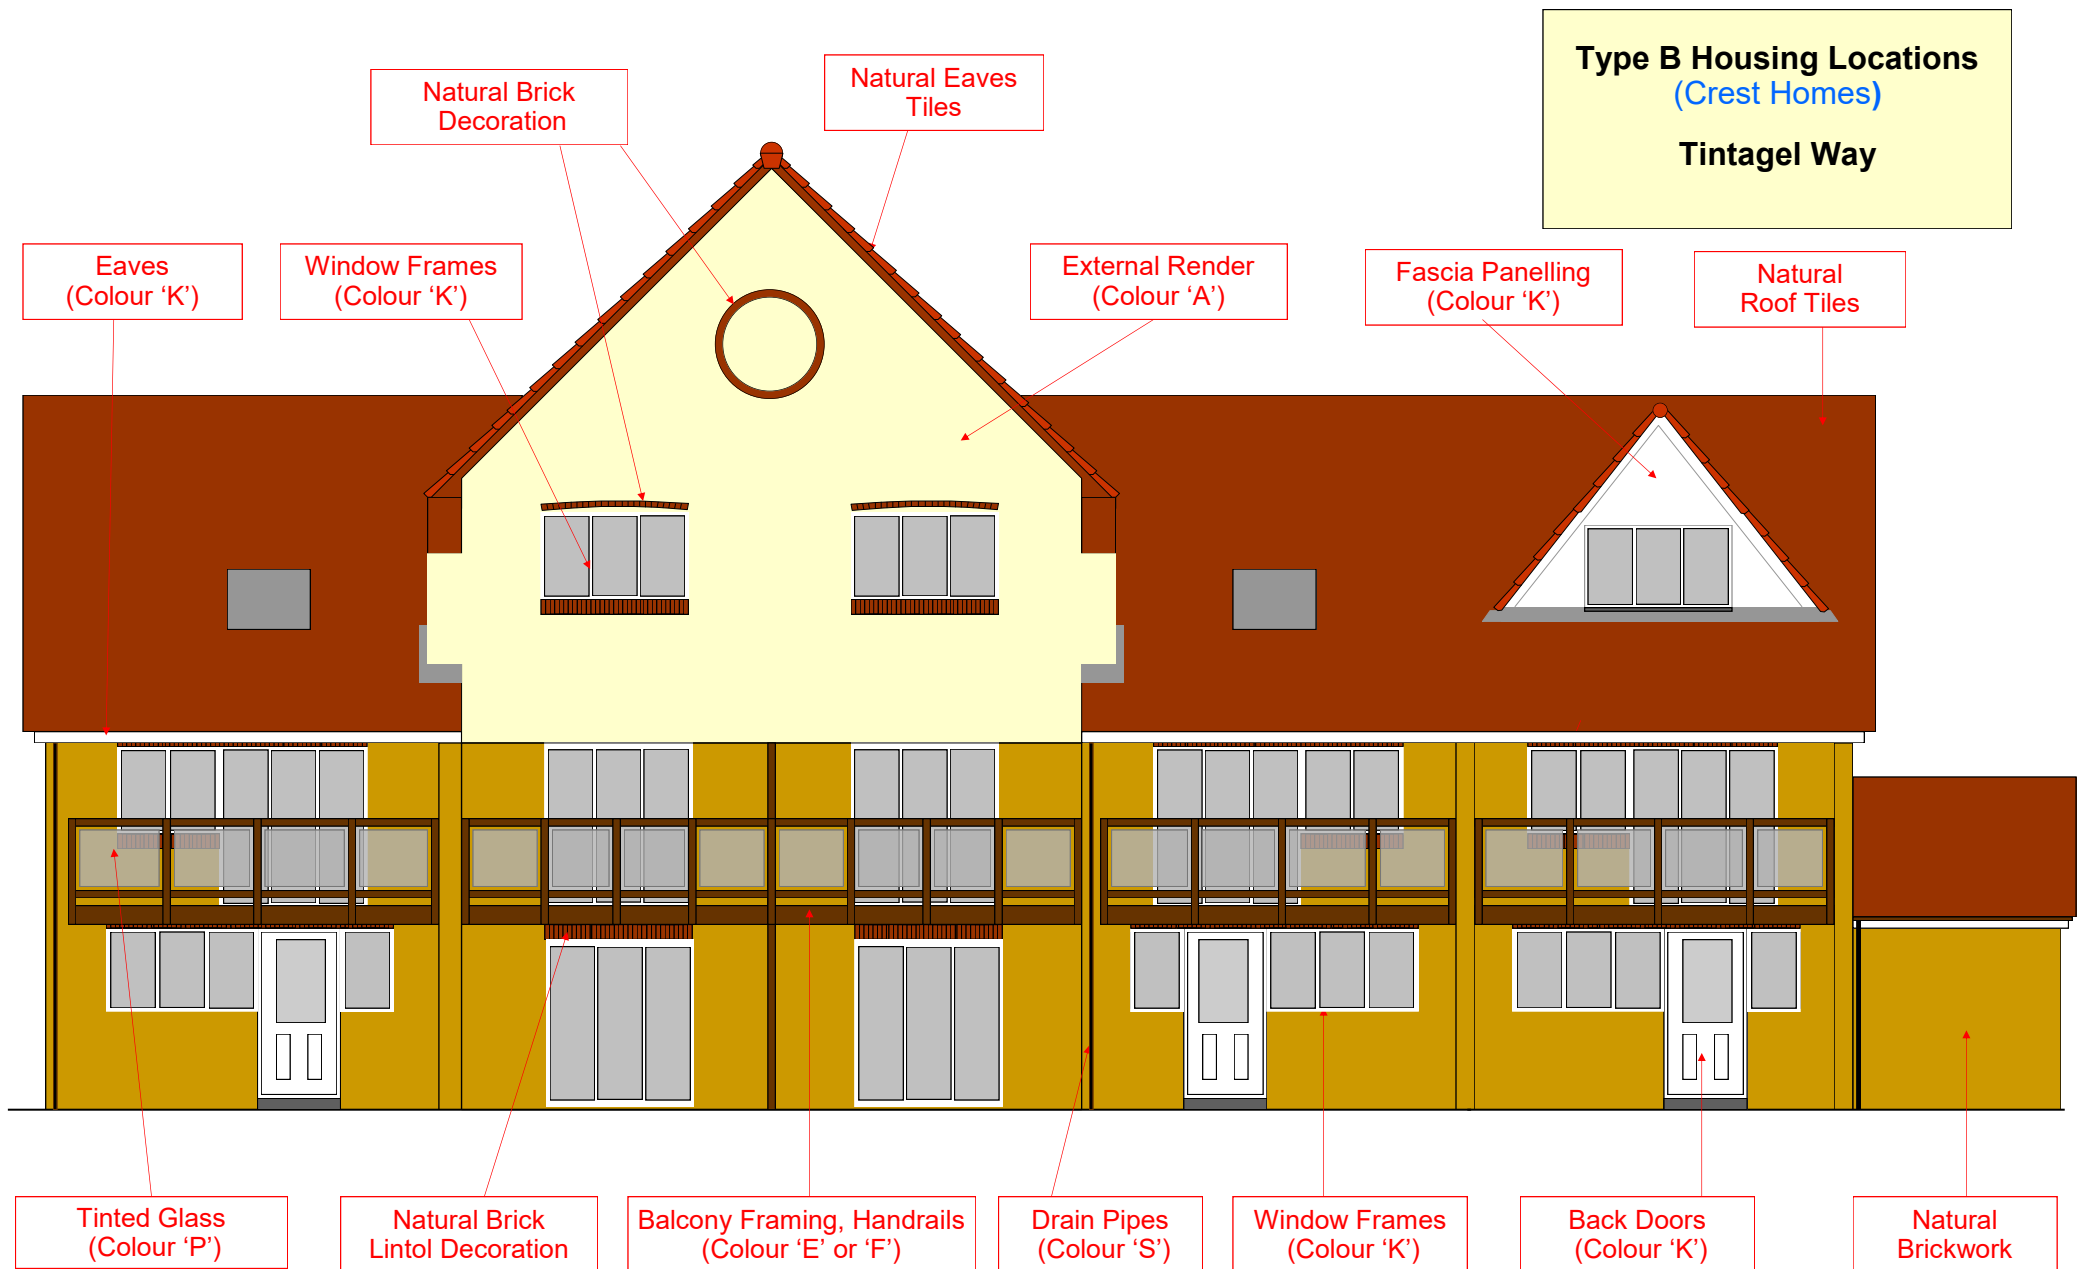 Type B Housing Locations
(Crest Homes)
Tintagel Way
Natural Brick
Decoration
Natural Eaves
Tiles
Eaves
(Colour ‘K’)
Window Frames
(Colour ‘K’)
External Render
(Colour ‘A’)
Fascia Panelling
(Colour ‘K’)
Natural
Roof Tiles
Tinted Glass
(Colour ‘P’)
Natural Brick
Lintol Decoration
Balcony Framing, Handrails
(Colour ‘E’ or ‘F’)
Drain Pipes
(Colour ‘S’)
Window Frames
(Colour ‘K’)
Back Doors
(Colour ‘K’)
Natural
Brickwork